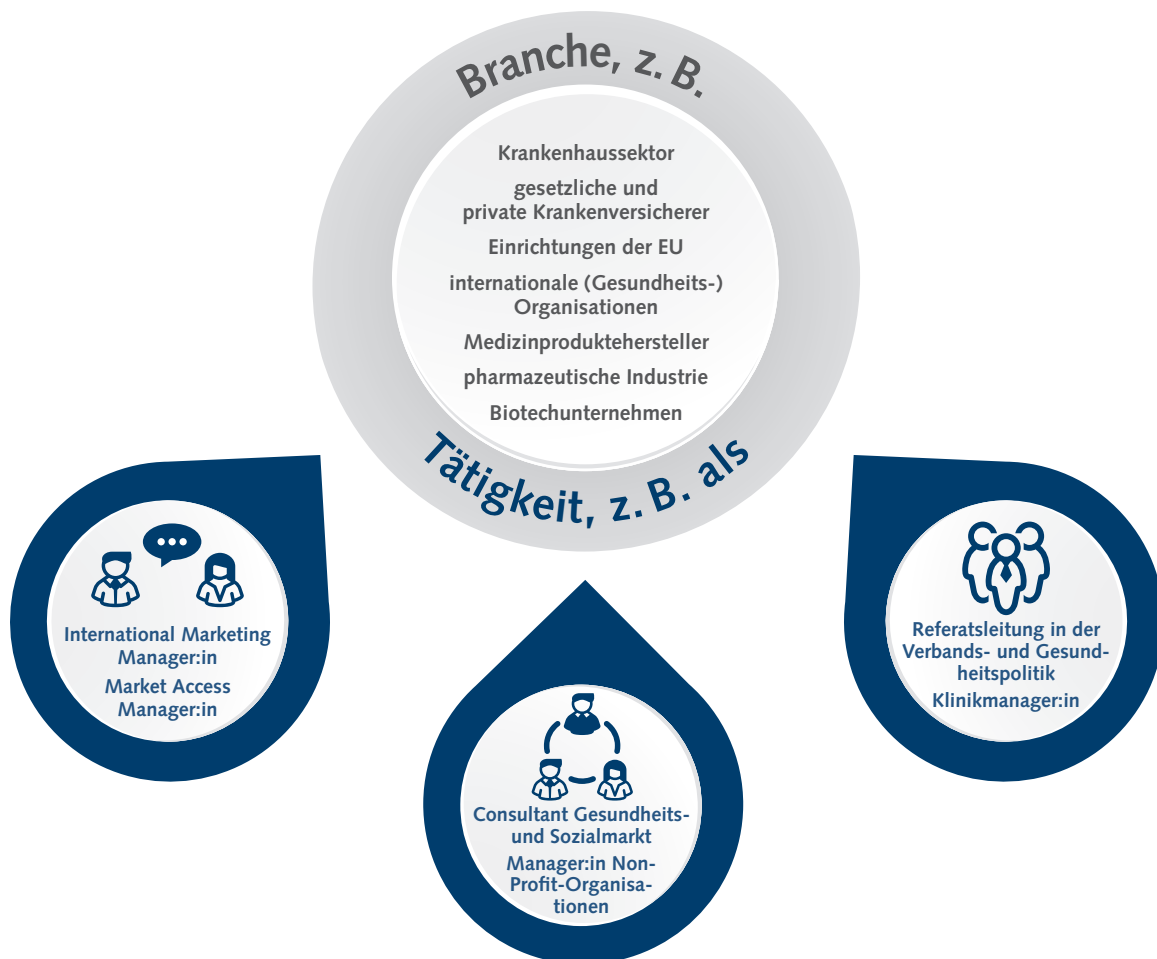 Branche, z. B.
Krankenhaussektor
gesetzliche und
private Krankenversicherer
Einrichtungen der EU
internationale (Gesundheits-)
Organisationen
Medizinproduktehersteller
pharmazeutische Industrie
Biotechunternehmen
Tätigkeit, z. B. als
International Marketing
Manager:in
Market Access
Manager:in
Consultant Gesundheits-
und Sozialmarkt
Manager:in Non-
Profit-Organisa-
tionen
Referatsleitung in der
Verbands- und Gesund-
heitspolitik
Klinikmanager:in